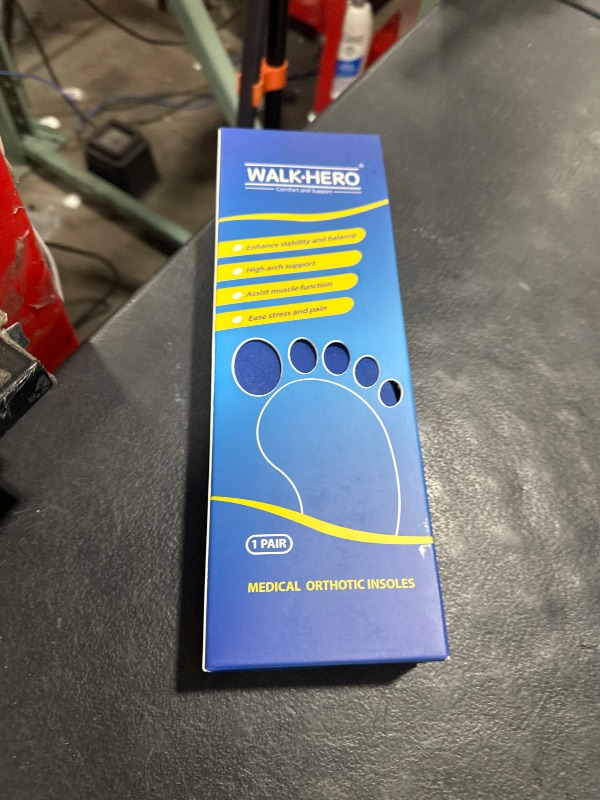 WALK·HERO®
Comfort and Support
Enhance stability and balance
High arch support
Assist muscle function
Ease stress and pain
1 PAIR
MEDICAL ORTHOTIC INSOLES